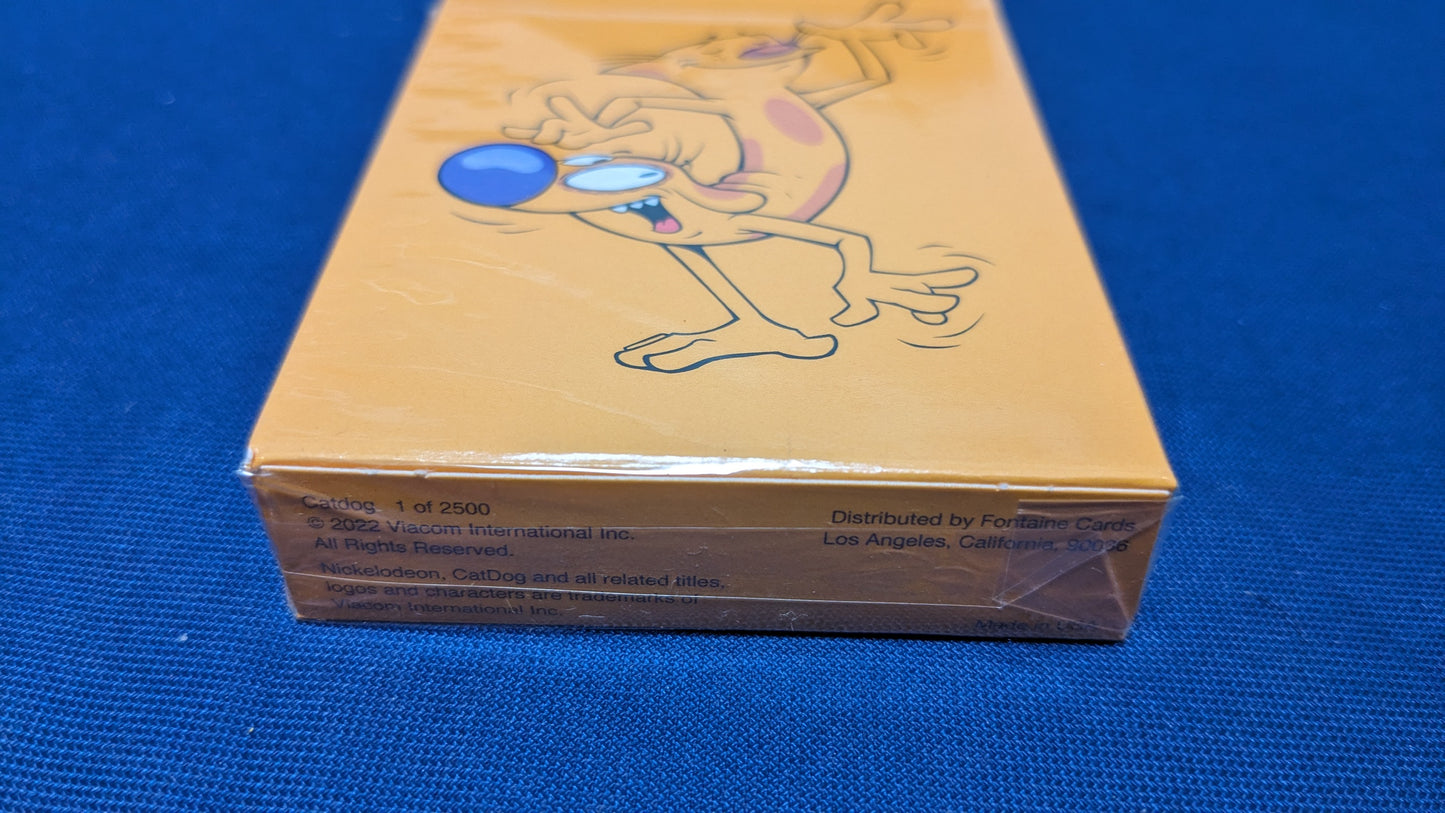 Catdog 1 of 2500
© 2022 Viacom International Inc.
All Rights Reserved.
Nickelodeon, CatDog and all related titles,
logos and characters are trademarks of
Viacom International Inc.
Distributed by Fontaine Cards
Los Angeles, California, 90036
Made in USA